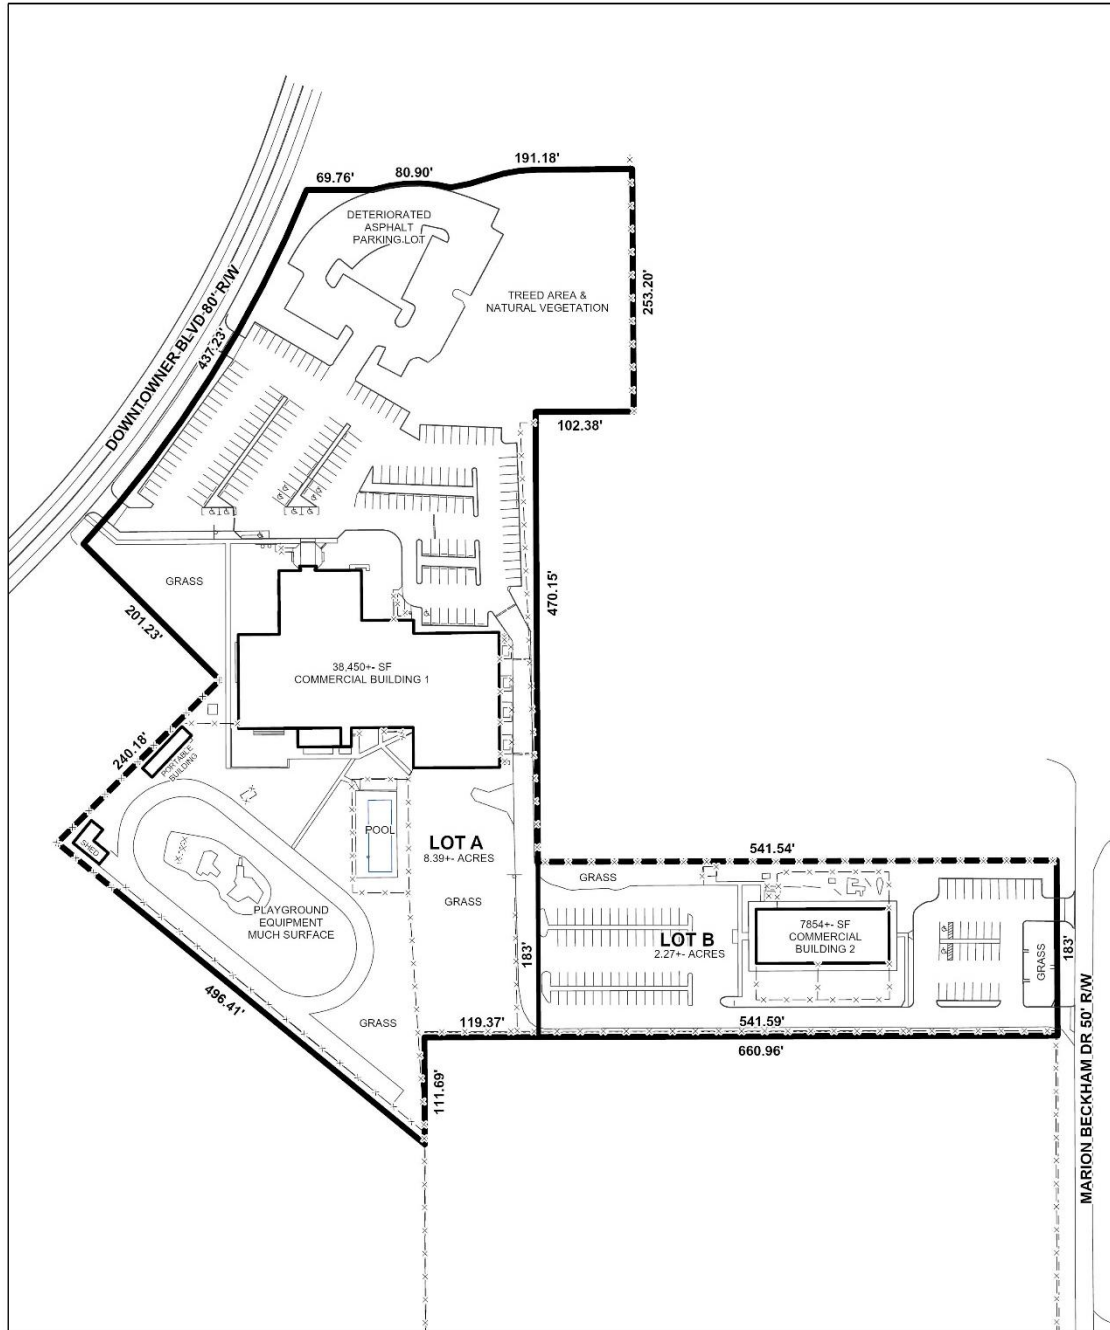 191.18'
80.90'
69.76'
DETERIORATED
ASPHALT
PARKING LOT
TREED AREA &
NATURAL VEGETATION
253.20'
DOWNTOWNER BLVD 80' R/W
437.23'
102.38'
GRASS
201.23'
470.15'
38,450+- SF
COMMERCIAL BUILDING 1
240.18'
PORTABLE
BUILDING
SHED
POOL
LOT A
8.39+- ACRES
GRASS
PLAYGROUND
EQUIPMENT
MUCH SURFACE
496.41'
GRASS
119.37'
111.69'
183'
541.54'
GRASS
LOT B
2.27+- ACRES
7854+- SF
COMMERCIAL
BUILDING 2
GRASS
183'
541.59'
660.96'
MARION BECKHAM DR 50' R/W